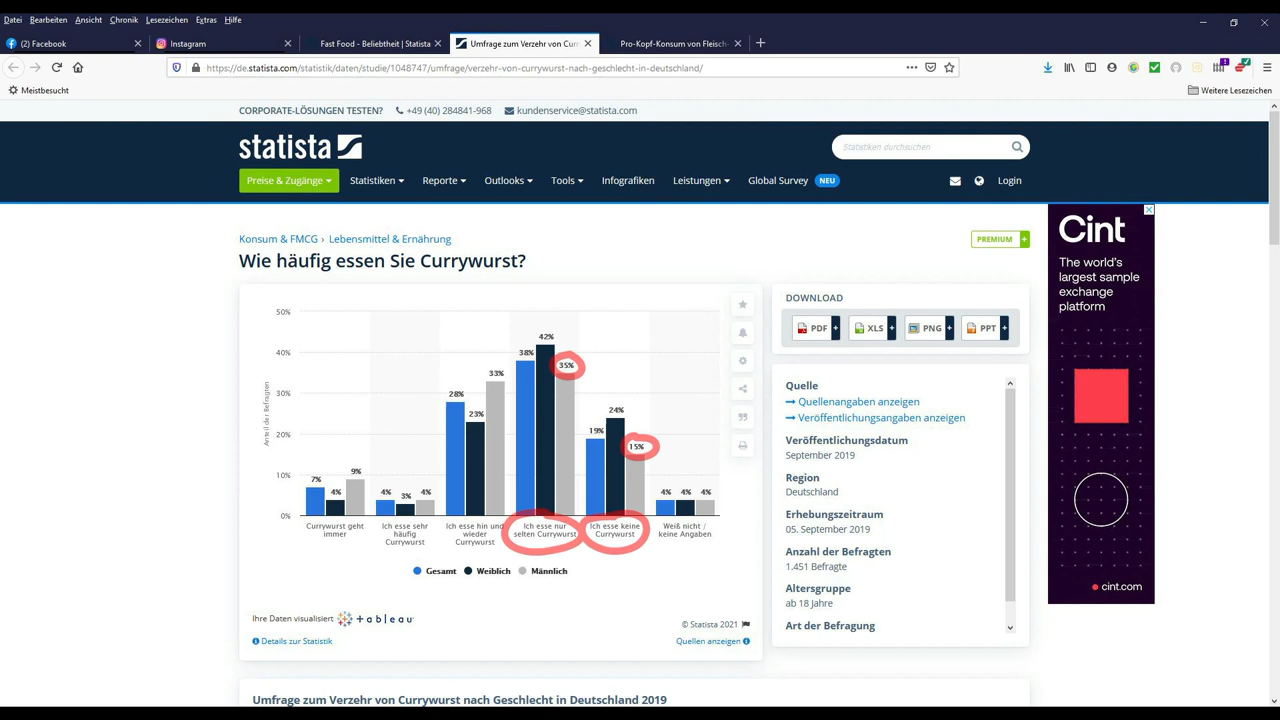 Datei Bearbeiten Ansicht Chronik Lesezeichen Extras Hilfe
(2) Facebook
Instagram
Fast Food - Beliebtheit | Statista
Umfrage zum Verzehr von Curr
Pro-Kopf-Konsum von Fleisch-
https://de.statista.com/statistik/daten/studie/1048747/umfrage/verzehr-von-currywurst-nach-geschlecht-in-deutschland/
Meistbesucht
Weitere Lesezeichen
CORPORATE-LÖSUNGEN TESTEN? +49 (40) 284841-968 kundenservice@statista.com
statista
Statistiken durchsuchen
Preise & Zugänge Statistiken Reporte Outlooks Tools Infografiken Leistungen Global Survey NEU Login
Konsum & FMCG › Lebensmittel & Ernährung
PREMIUM +
Wie häufig essen Sie Currywurst?
Anteil der Befragten
50%
40%
30%
20%
10%
0%
7% 4% 9%
4% 3% 4%
28% 23% 33%
38% 42% 35%
19% 24% 15%
4% 4% 4%
Currywurst geht
immer
Ich esse sehr
häufig
Currywurst
Ich esse hin und
wieder
Currywurst
Ich esse nur
selten Currywurst
Ich esse keine
Currywurst
Weiß nicht /
keine Angaben
Gesamt Weiblich Männlich
Ihre Daten visualisiert +ableau
© Statista 2021
Details zur Statistik
Quellen anzeigen
DOWNLOAD
PDF + XLS + PNG + PPT +
Quelle
Quellenangaben anzeigen
Veröffentlichungsangaben anzeigen
Veröffentlichungsdatum
September 2019
Region
Deutschland
Erhebungszeitraum
05. September 2019
Anzahl der Befragten
1.451 Befragte
Altersgruppe
ab 18 Jahre
Art der Befragung
Cint
The world's
largest sample
exchange
platform
cint.com
Umfrage zum Verzehr von Currywurst nach Geschlecht in Deutschland 2019